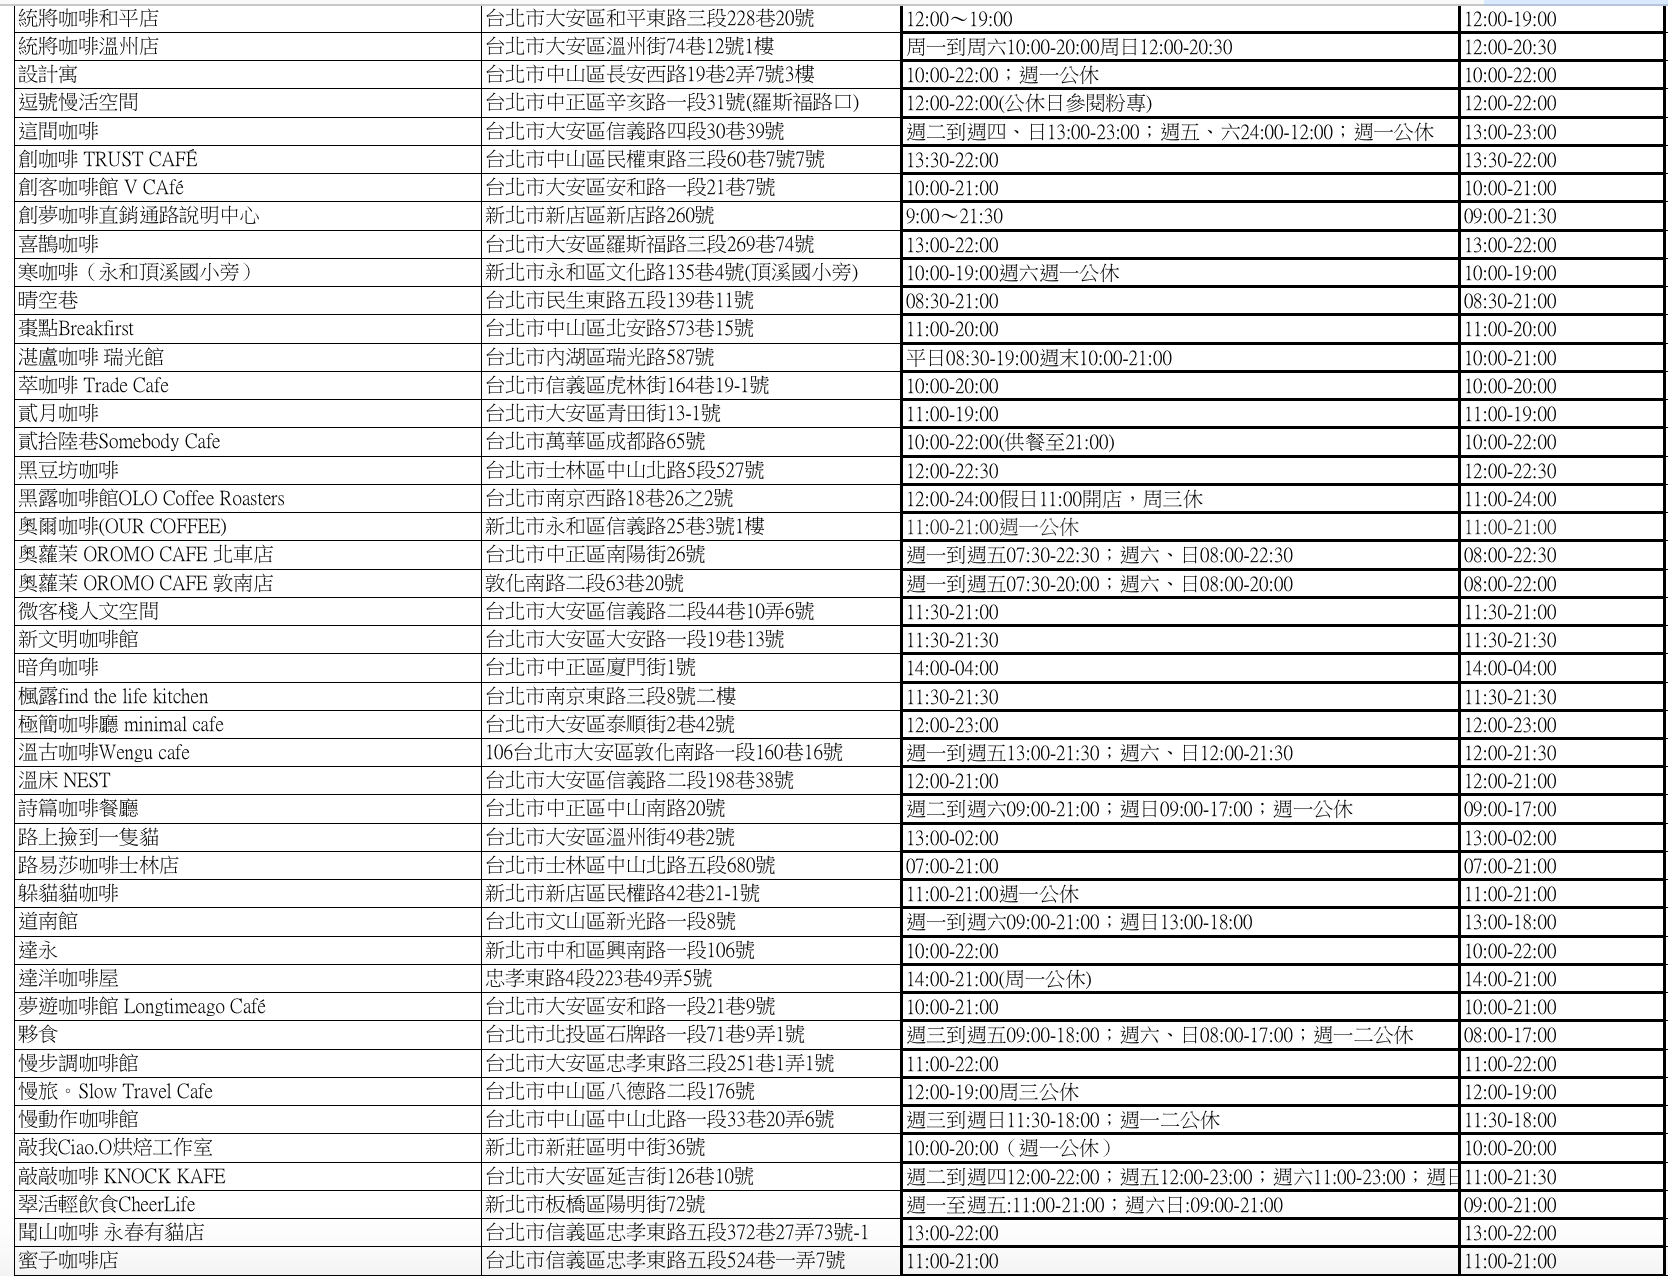 統將咖啡和平店 台北市大安區和平東路三段228巷20號 12:00～19:00 12:00-19:00
統將咖啡溫州店 台北市大安區溫州街74巷12號1樓 周一到周六10:00-20:00周日12:00-20:30 12:00-20:30
設計寓 台北市中山區長安西路19巷2弄7號3樓 10:00-22:00；週一公休 10:00-22:00
逗號慢活空間 台北市中正區辛亥路一段31號(羅斯福路口) 12:00-22:00(公休日參閱粉專) 12:00-22:00
這間咖啡 台北市大安區信義路四段30巷39號 週二到週四、日13:00-23:00；週五、六24:00-12:00；週一公休 13:00-23:00
創咖啡 TRUST CAFÉ 台北市中山區民權東路三段60巷7號7號 13:30-22:00 13:30-22:00
創客咖啡館 V CAfé 台北市大安區安和路一段21巷7號 10:00-21:00 10:00-21:00
創夢咖啡直銷通路說明中心 新北市新店區新店路260號 9:00～21:30 09:00-21:30
喜鵲咖啡 台北市大安區羅斯福路三段269巷74號 13:00-22:00 13:00-22:00
寒咖啡（永和頂溪國小旁） 新北市永和區文化路135巷4號(頂溪國小旁) 10:00-19:00週六週一公休 10:00-19:00
晴空巷 台北市民生東路五段139巷11號 08:30-21:00 08:30-21:00
棗點Breakfirst 台北市中山區北安路573巷15號 11:00-20:00 11:00-20:00
湛盧咖啡 瑞光館 台北市內湖區瑞光路587號 平日08:30-19:00週末10:00-21:00 10:00-21:00
萃咖啡 Trade Cafe 台北市信義區虎林街164巷19-1號 10:00-20:00 10:00-20:00
貳月咖啡 台北市大安區青田街13-1號 11:00-19:00 11:00-19:00
貳拾陸巷Somebody Cafe 台北市萬華區成都路65號 10:00-22:00(供餐至21:00) 10:00-22:00
黑豆坊咖啡 台北市士林區中山北路5段527號 12:00-22:30 12:00-22:30
黑露咖啡館OLO Coffee Roasters 台北市南京西路18巷26之2號 12:00-24:00假日11:00開店，周三休 11:00-24:00
奧爾咖啡(OUR COFFEE) 新北市永和區信義路25巷3號1樓 11:00-21:00週一公休 11:00-21:00
奧蘿茉 OROMO CAFE 北車店 台北市中正區南陽街26號 週一到週五07:30-22:30；週六、日08:00-22:30 08:00-22:30
奧蘿茉 OROMO CAFE 敦南店 敦化南路二段63巷20號 週一到週五07:30-20:00；週六、日08:00-20:00 08:00-22:00
微客棧人文空間 台北市大安區信義路二段44巷10弄6號 11:30-21:00 11:30-21:00
新文明咖啡館 台北市大安區大安路一段19巷13號 11:30-21:30 11:30-21:30
暗角咖啡 台北市中正區廈門街1號 14:00-04:00 14:00-04:00
楓露find the life kitchen 台北市南京東路三段8號二樓 11:30-21:30 11:30-21:30
極簡咖啡廳 minimal cafe 台北市大安區泰順街2巷42號 12:00-23:00 12:00-23:00
溫古咖啡Wengu cafe 106台北市大安區敦化南路一段160巷16號 週一到週五13:00-21:30；週六、日12:00-21:30 12:00-21:30
溫床 NEST 台北市大安區信義路二段198巷38號 12:00-21:00 12:00-21:00
詩篇咖啡餐廳 台北市中正區中山南路20號 週二到週六09:00-21:00；週日09:00-17:00；週一公休 09:00-17:00
路上撿到一隻貓 台北市大安區溫州街49巷2號 13:00-02:00 13:00-02:00
路易莎咖啡士林店 台北市士林區中山北路五段680號 07:00-21:00 07:00-21:00
躲貓貓咖啡 新北市新店區民權路42巷21-1號 11:00-21:00週一公休 11:00-21:00
道南館 台北市文山區新光路一段8號 週一到週六09:00-21:00；週日13:00-18:00 13:00-18:00
達永 新北市中和區興南路一段106號 10:00-22:00 10:00-22:00
達洋咖啡屋 忠孝東路4段223巷49弄5號 14:00-21:00(周一公休) 14:00-21:00
夢遊咖啡館 Longtimeago Café 台北市大安區安和路一段21巷9號 10:00-21:00 10:00-21:00
夥食 台北市北投區石牌路一段71巷9弄1號 週三到週五09:00-18:00；週六、日08:00-17:00；週一二公休 08:00-17:00
慢步調咖啡館 台北市大安區忠孝東路三段251巷1弄1號 11:00-22:00 11:00-22:00
慢旅。Slow Travel Cafe 台北市中山區八德路二段176號 12:00-19:00周三公休 12:00-19:00
慢動作咖啡館 台北市中山區中山北路一段33巷20弄6號 週三到週日11:30-18:00；週一二公休 11:30-18:00
敲我Ciao.O烘焙工作室 新北市新莊區明中街36號 10:00-20:00（週一公休） 10:00-20:00
敲敲咖啡 KNOCK KAFE 台北市大安區延吉街126巷10號 週二到週四12:00-22:00；週五12:00-23:00；週六11:00-23:00；週日 11:00-21:30
翠活輕飲食CheerLife 新北市板橋區陽明街72號 週一至週五:11:00-21:00；週六日:09:00-21:00 09:00-21:00
聞山咖啡 永春有貓店 台北市信義區忠孝東路五段372巷27弄73號-1 13:00-22:00 13:00-22:00
蜜子咖啡店 台北市信義區忠孝東路五段524巷一弄7號 11:00-21:00 11:00-21:00